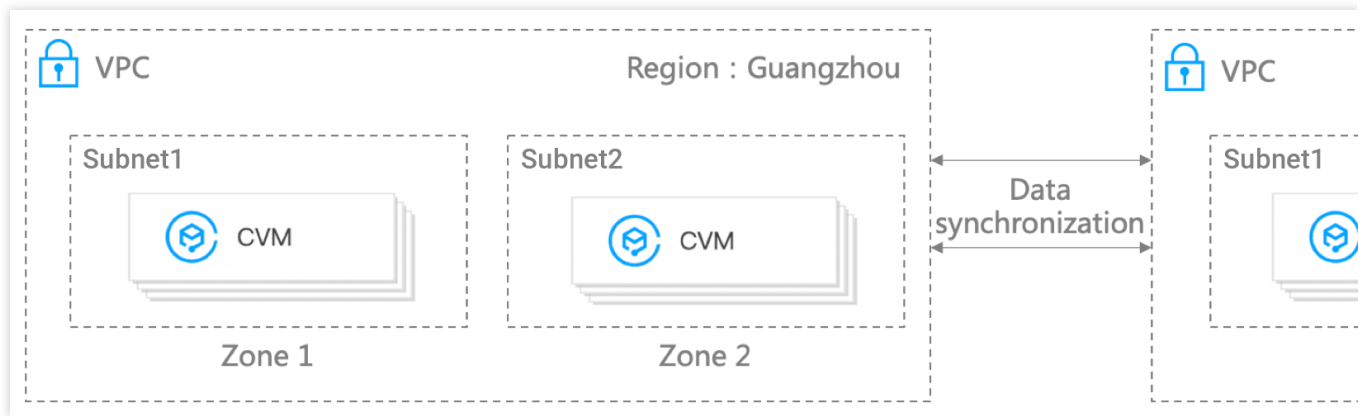 VPC
Region : Guangzhou
Subnet1
CVM
Zone 1
Subnet2
CVM
Zone 2
Data
synchronization
VPC
Subnet1